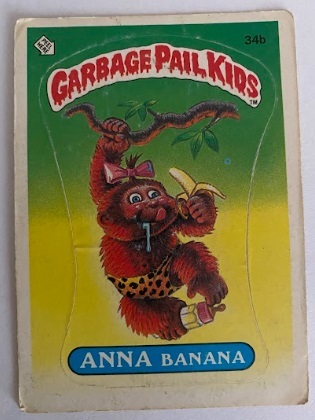 34b
GARBAGE PAIL KIDS
TM
ANNA BANANA